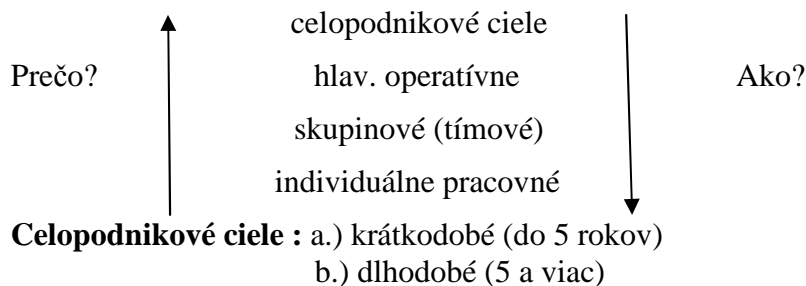 celopodnikové ciele
Prečo? hlav. operatívne Ako?
skupinové (tímové)
individuálne pracovné
Celopodnikové ciele : a.) krátkodobé (do 5 rokov)
b.) dlhodobé (5 a viac)